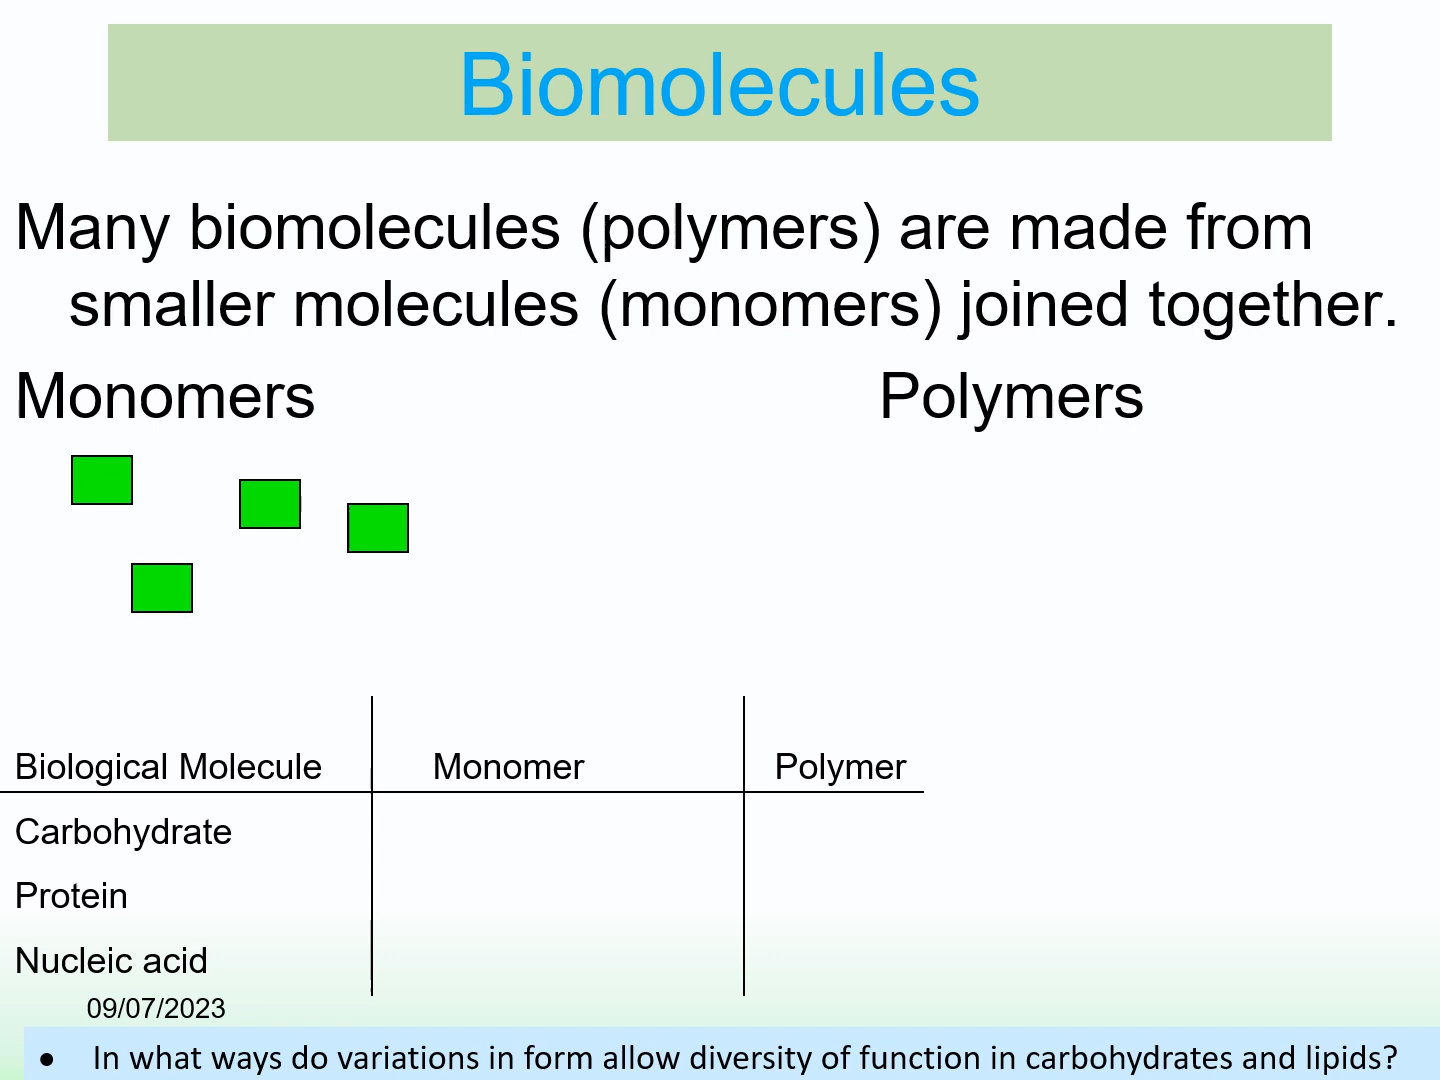 Biomolecules
Many biomolecules (polymers) are made from
smaller molecules (monomers) joined together.
Monomers Polymers
Biological Molecule Monomer Polymer
Carbohydrate
Protein
Nucleic acid
09/07/2023
• In what ways do variations in form allow diversity of function in carbohydrates and lipids?